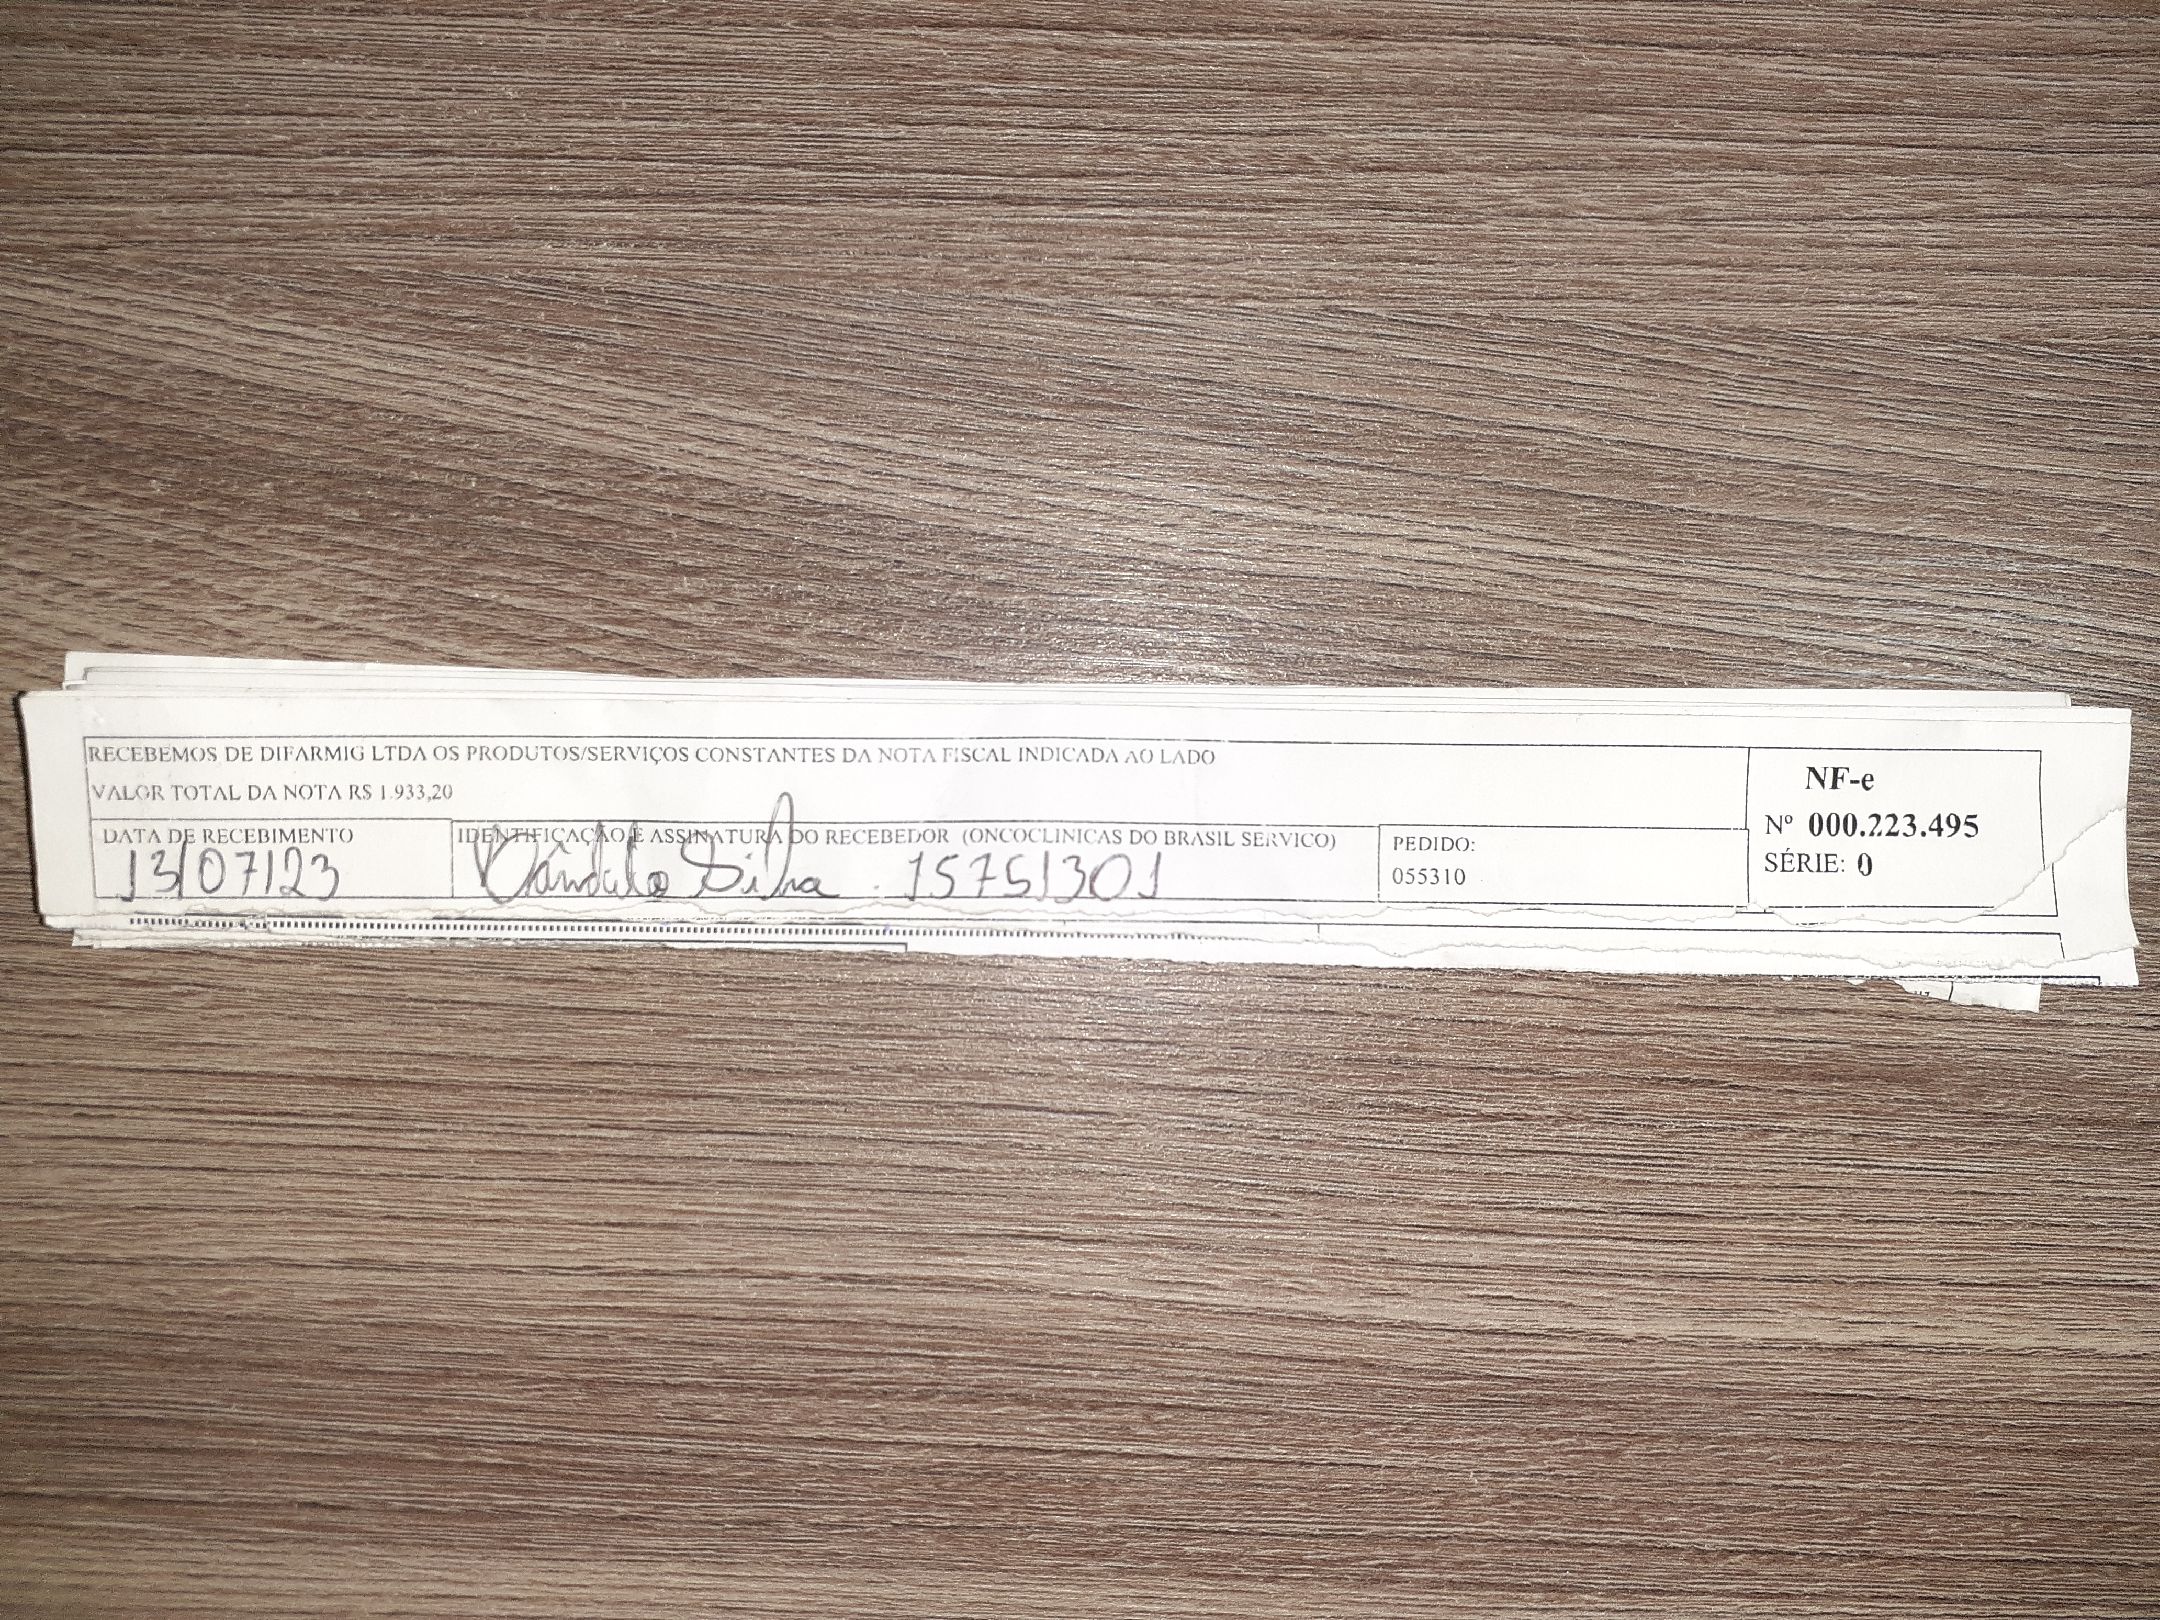 RECEBEMOS DE DIFARMIG LTDA OS PRODUTOS/SERVIÇOS CONSTANTES DA NOTA FISCAL INDICADA AO LADO
VALOR TOTAL DA NOTA R$ 1.933,20
DATA DE RECEBIMENTO
13/07/23
IDENTIFICAÇÃO E ASSINATURA DO RECEBEDOR (ONCOCLINICAS DO BRASIL SERVICO)
Silva. 15751301
PEDIDO:
055310
NF-e
Nº 000.223.495
SÉRIE: 0